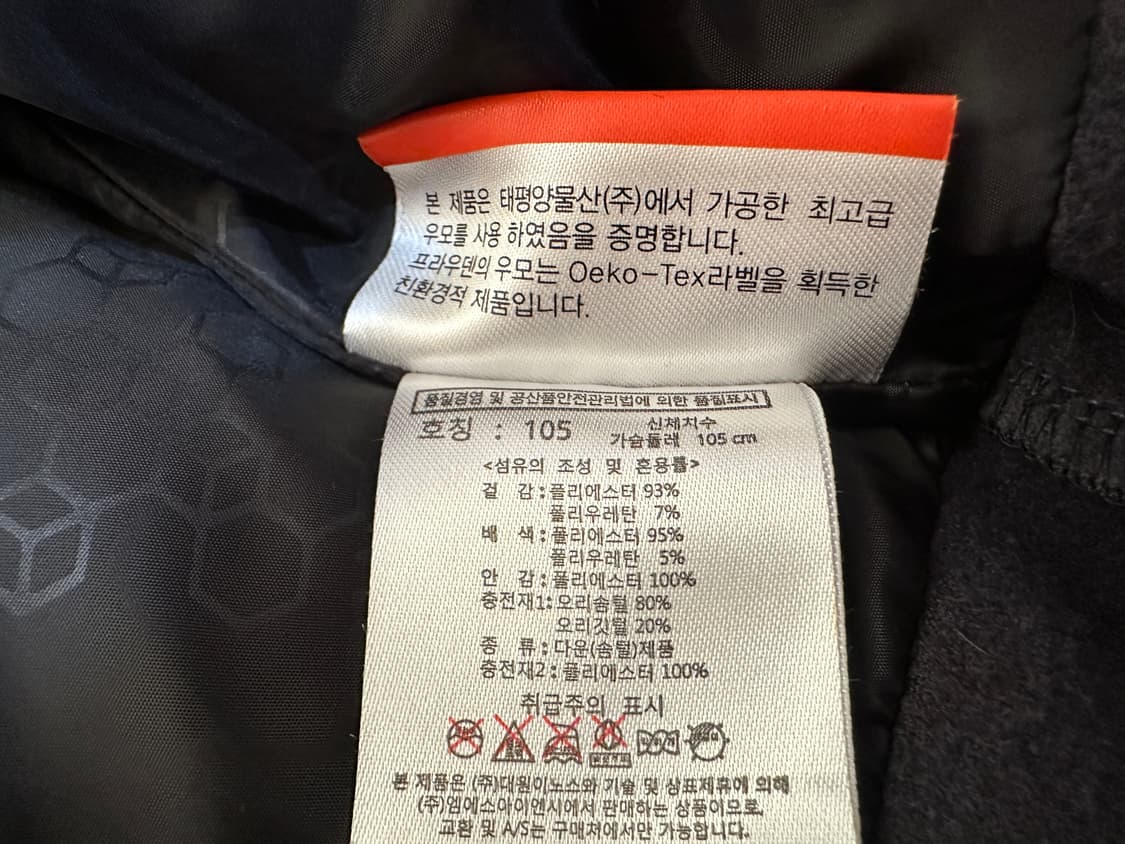 본 제품은 태평양물산(주)에서 가공한 최고급
우모를 사용 하였음을 증명합니다.
프라우덴의 우모는 Oeko-Tex라벨을 획득한
친환경적 제품입니다.
품질경영 및 공산품안전관리법에 의한 품질표시
호칭 : 105
신체치수
가슴둘레 105 cm
<섬유의 조성 및 혼용률>
겉 감:폴리에스터 93%
폴리우레탄 7%
배 색:폴리에스터 95%
폴리우레탄 5%
안 감:폴리에스터 100%
충전재1:오리솜털 80%
오리깃털 20%
종 류:다운(솜털)제품
충전재2:폴리에스터 100%
취급주의 표시
본 제품은 (주)대원이노스와 기술 및 상표제휴에 의해
(주)엠에스아이엔시에서 판매하는 상품이므로,
교환 및 A/S는 구매처에서만 가능합니다.